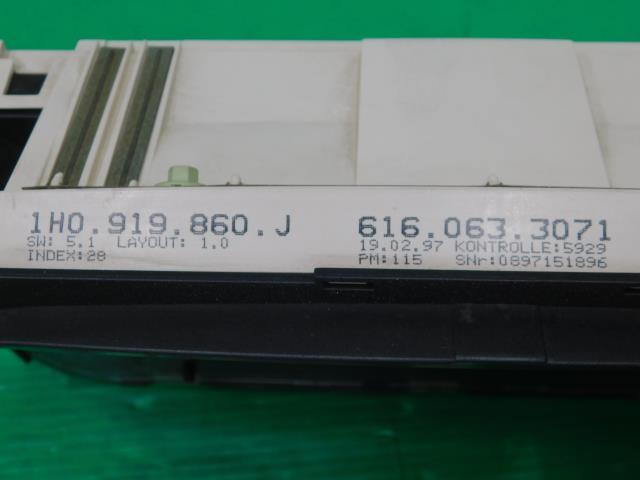 1H0.919.860.J 616.063.3071
SW: 5.1 LAYOUT: 1.0 19.02.97 KONTROLLE:5929
INDEX:28 PM:115 SNr:0897151896